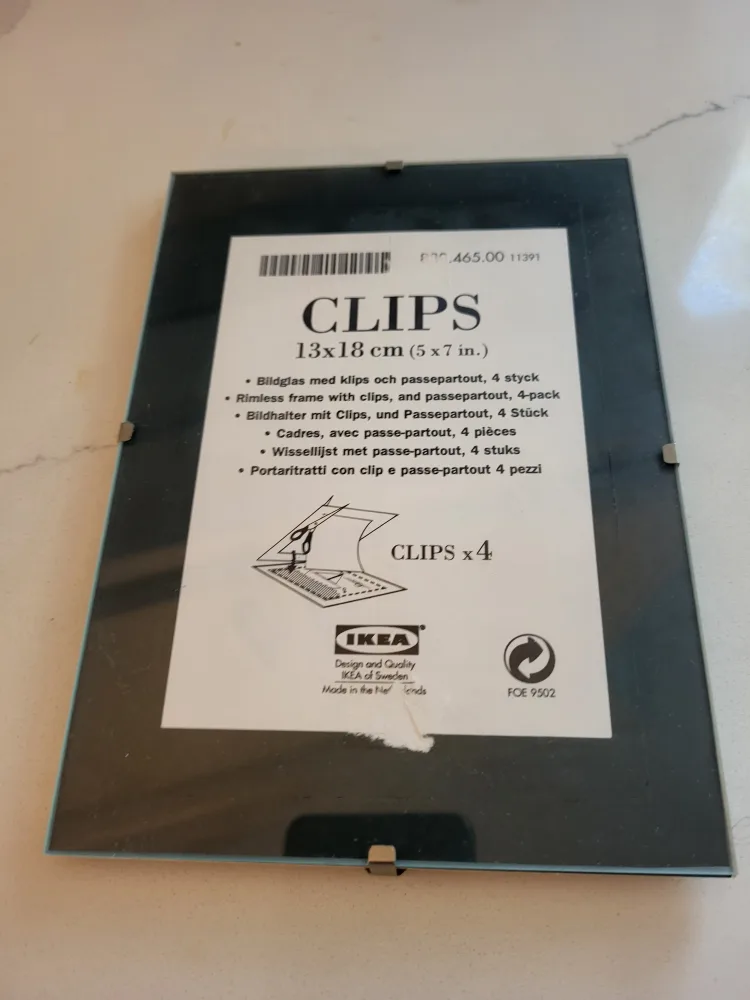 .465.00 11391
CLIPS
13x18 cm (5 x 7 in.)
• Bildglas med klips och passepartout, 4 styck
• Rimless frame with clips, and passepartout, 4-pack
• Bildhalter mit Clips, und Passepartout, 4 Stück
• Cadres, avec passe-partout, 4 pièces
• Wissellijst met passe-partout, 4 stuks
• Portaritratti con clip e passe-partout 4 pezzi
CLIPS x4
IKEA®
Design and Quality
IKEA of Sweden
Made in the
FOE 9502